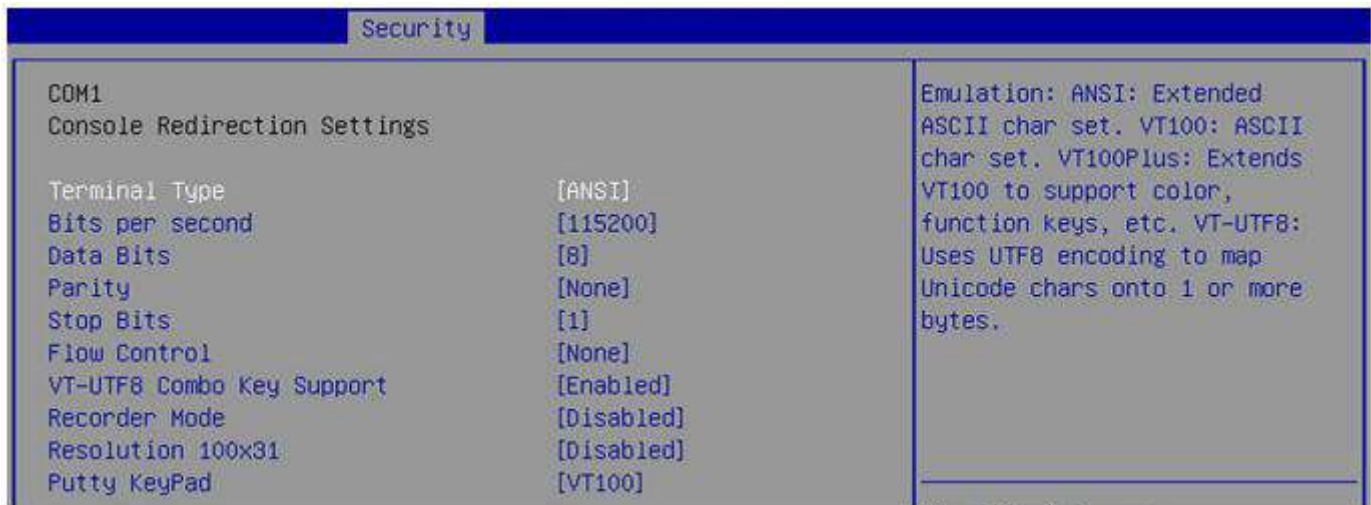 Security
COM1
Console Redirection Settings
Terminal Type [ANSI]
Bits per second [115200]
Data Bits [8]
Parity [None]
Stop Bits [1]
Flow Control [None]
VT-UTF8 Combo Key Support [Enabled]
Recorder Mode [Disabled]
Resolution 100x31 [Disabled]
Putty KeyPad [VT100]
Emulation: ANSI: Extended
ASCII char set. VT100: ASCII
char set. VT100Plus: Extends
VT100 to support color,
function keys, etc. VT-UTF8:
Uses UTF8 encoding to map
Unicode chars onto 1 or more
bytes.